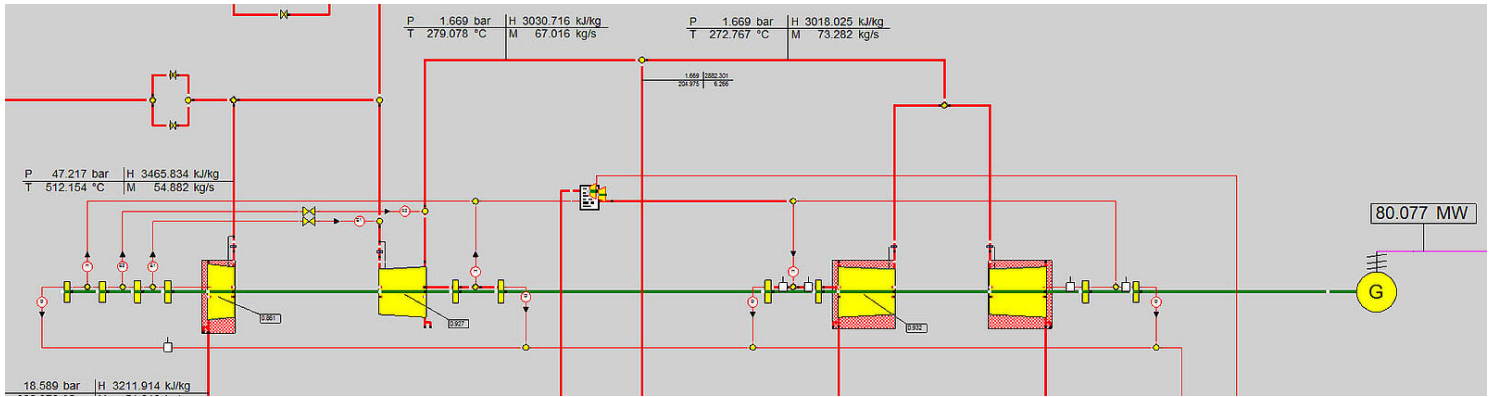 P 1.669 bar H 3030.716 kJ/kg
T 279.078 °C M 67.016 kg/s
P 1.669 bar H 3018.025 kJ/kg
T 272.767 °C M 73.282 kg/s
1.669 2882.301
204.975 6.266
P 47.217 bar H 3465.834 kJ/kg
T 512.154 °C M 54.882 kg/s
80.077 MW
G
0.861
0.927
0.932
18.589 bar H 3211.914 kJ/kg